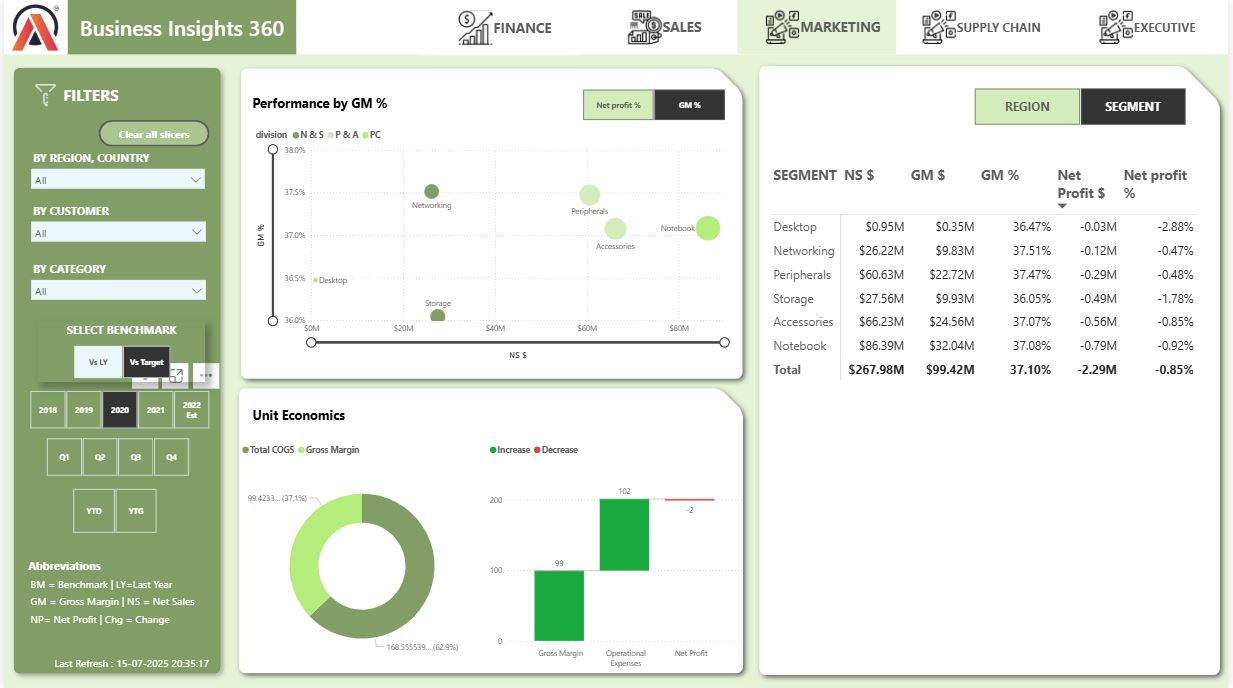 Business Insights 360
FINANCE
SALES
MARKETING
SUPPLY CHAIN
EXECUTIVE
FILTERS
Clear all slicers
BY REGION, COUNTRY
All
BY CUSTOMER
All
BY CATEGORY
All
SELECT BENCHMARK
Vs LY
Vs Target
2018
2019
2020
2021
2022
Est
Q1
Q2
Q3
Q4
YTD
YTG
Abbreviations
BM = Benchmark | LY=Last Year
GM = Gross Margin | NS = Net Sales
NP= Net Profit | Chg = Change
Last Refresh : 15-07-2025 20:35:17
Performance by GM %
Net profit %
GM %
division N & S P & A PC
38.0%
37.5%
37.0%
36.5%
36.0%
GM %
Networking
Peripherals
Notebook
Accessories
Desktop
Storage
$0M $20M $40M $60M $80M
NS $
Unit Economics
Total COGS Gross Margin
99.4233... (37.1%)
168.555539... (62.9%)
Increase Decrease
200
100
0
99
102
-2
Gross Margin
Operational
Expenses
Net Profit
REGION
SEGMENT
SEGMENT NS $ GM $ GM % Net Profit $ Net profit %
Desktop $0.95M $0.35M 36.47% -0.03M -2.88%
Networking $26.22M $9.83M 37.51% -0.12M -0.47%
Peripherals $60.63M $22.72M 37.47% -0.29M -0.48%
Storage $27.56M $9.93M 36.05% -0.49M -1.78%
Accessories $66.23M $24.56M 37.07% -0.56M -0.85%
Notebook $86.39M $32.04M 37.08% -0.79M -0.92%
Total $267.98M $99.42M 37.10% -2.29M -0.85%